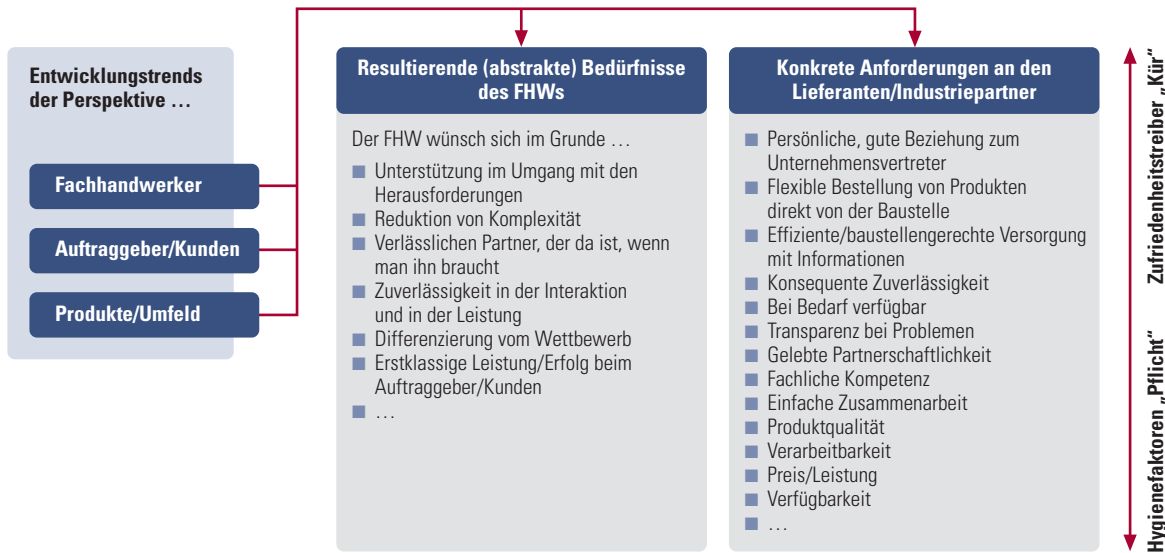 Entwicklungstrends
der Perspektive …
Fachhandwerker
Auftraggeber/Kunden
Produkte/Umfeld
Resultierende (abstrakte) Bedürfnisse
des FHWs
Der FHW wünsch sich im Grunde …
Unterstützung im Umgang mit den
Herausforderungen
Reduktion von Komplexität
Verlässlichen Partner, der da ist, wenn
man ihn braucht
Zuverlässigkeit in der Interaktion
und in der Leistung
Differenzierung vom Wettbewerb
Erstklassige Leistung/Erfolg beim
Auftraggeber/Kunden
…
Konkrete Anforderungen an den
Lieferanten/Industriepartner
Persönliche, gute Beziehung zum
Unternehmensvertreter
Flexible Bestellung von Produkten
direkt von der Baustelle
Effiziente/baustellengerechte Versorgung
mit Informationen
Konsequente Zuverlässigkeit
Bei Bedarf verfügbar
Transparenz bei Problemen
Gelebte Partnerschaftlichkeit
Fachliche Kompetenz
Einfache Zusammenarbeit
Produktqualität
Verarbeitbarkeit
Preis/Leistung
Verfügbarkeit
…
Zufriedenheitstreiber „Kür“
Hygienefaktoren „Pflicht“